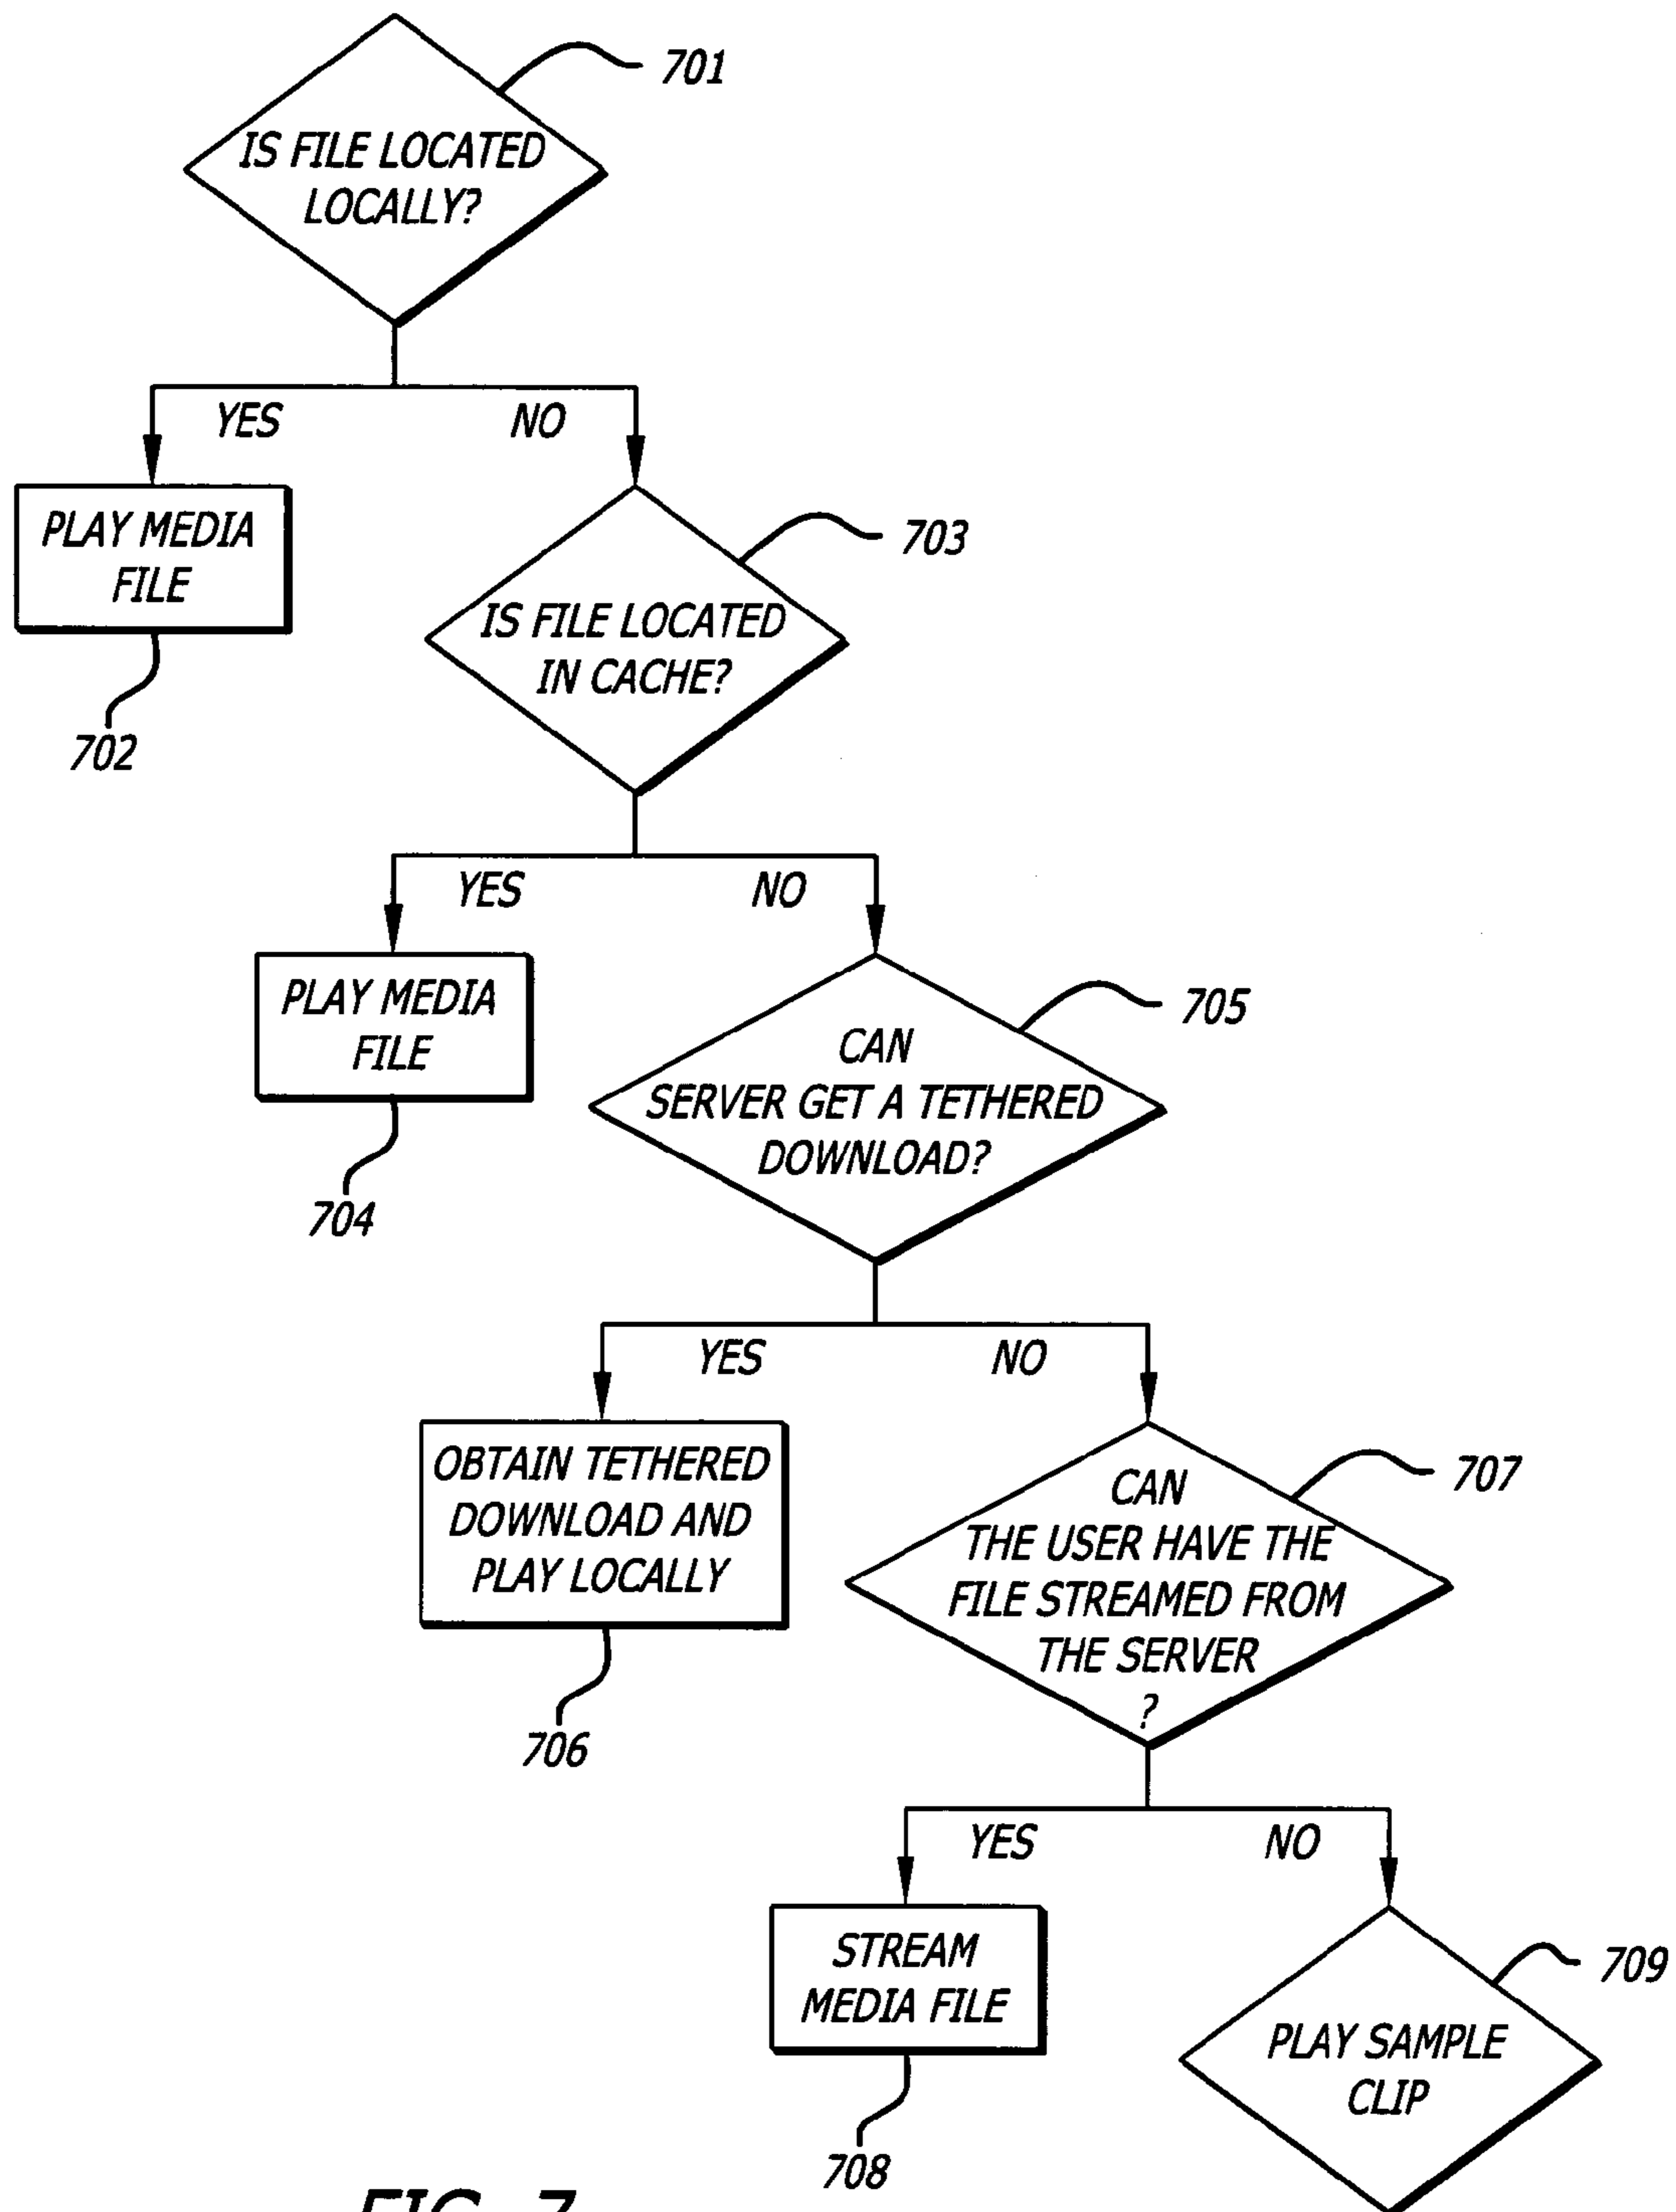 701
IS FILE LOCATED
LOCALLY?
YES
NO
PLAY MEDIA
FILE
702
703
IS FILE LOCATED
IN CACHE?
YES
NO
PLAY MEDIA
FILE
704
705
CAN
SERVER GET A TETHERED
DOWNLOAD?
YES
NO
OBTAIN TETHERED
DOWNLOAD AND
PLAY LOCALLY
706
707
CAN
THE USER HAVE THE
FILE STREAMED FROM
THE SERVER
?
YES
NO
STREAM
MEDIA FILE
708
709
PLAY SAMPLE
CLIP
FIG. 7